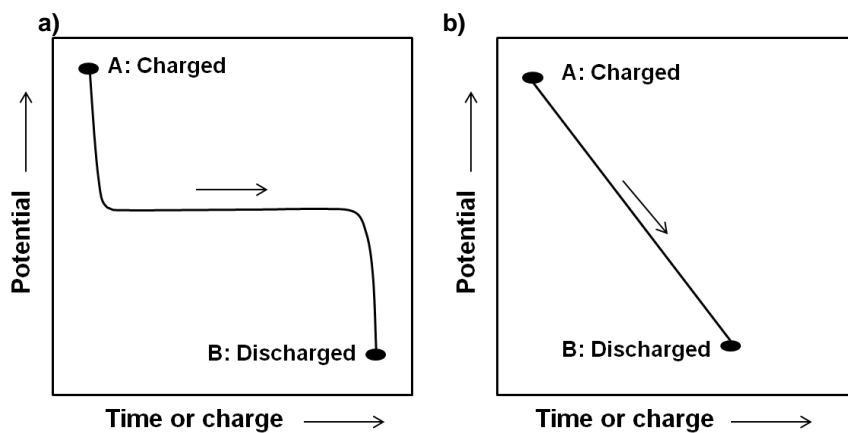 a)
A: Charged
Potential
B: Discharged
Time or charge
b)
A: Charged
Potential
B: Discharged
Time or charge